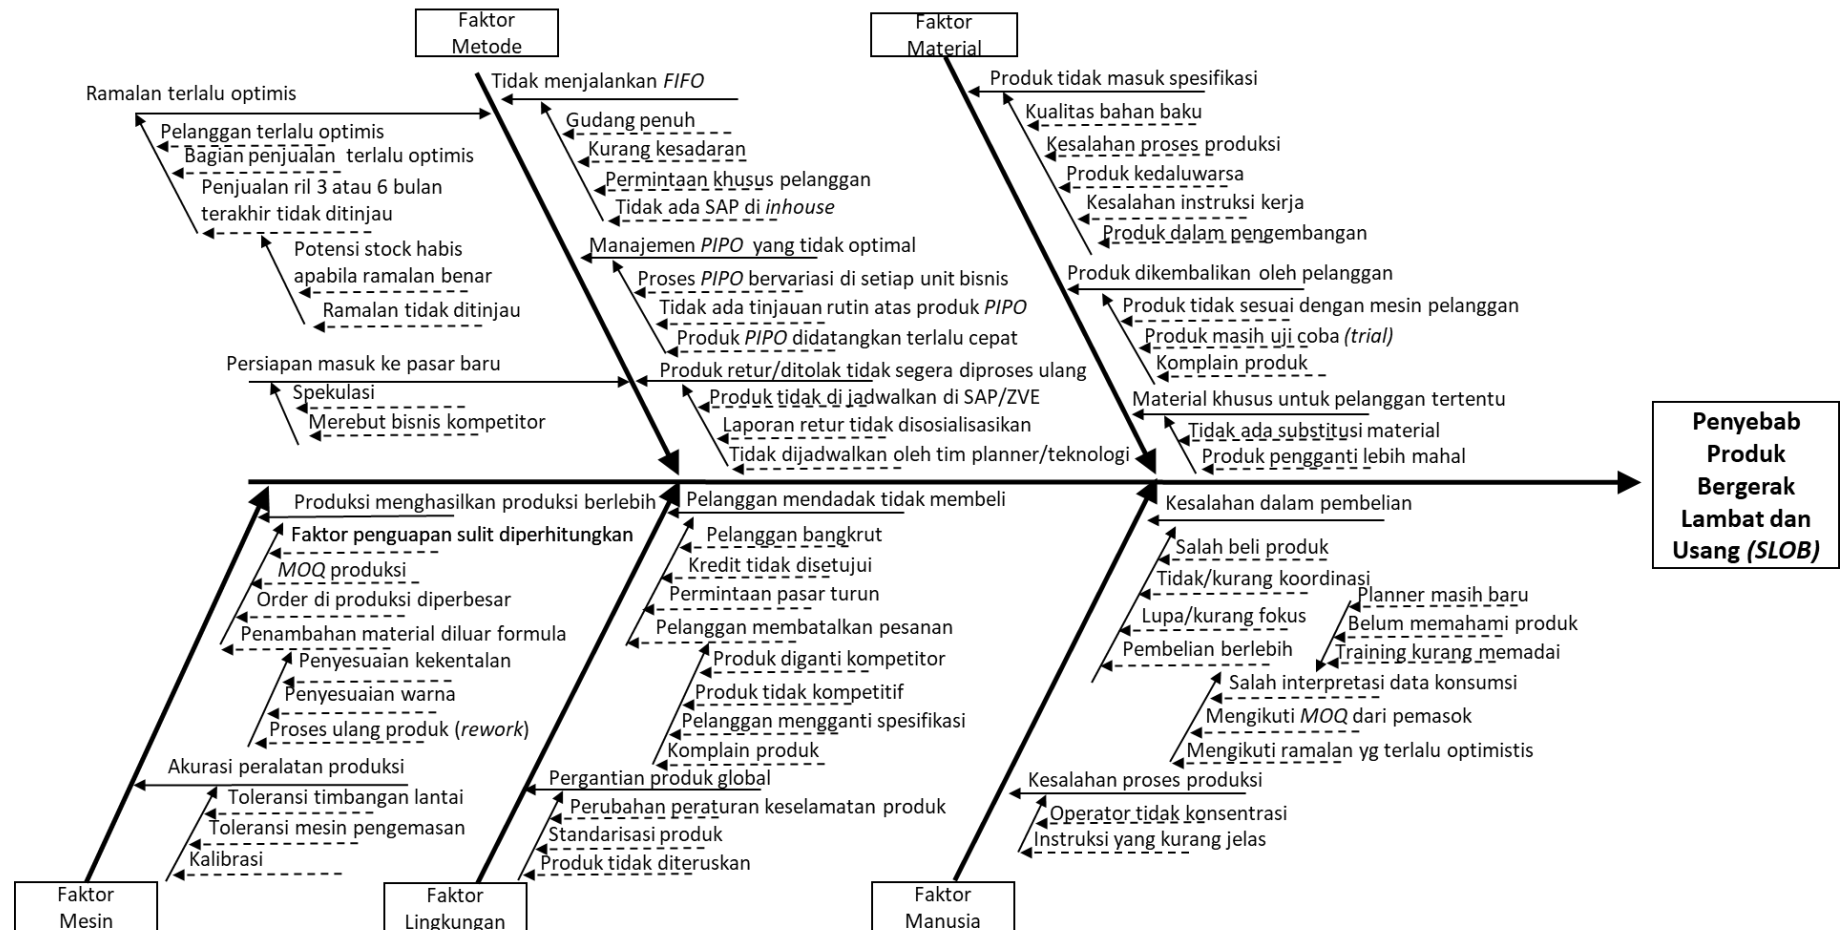 Faktor
Metode
Ramalan terlalu optimis
Pelanggan terlalu optimis
Bagian penjualan terlalu optimis
Penjualan ril 3 atau 6 bulan
terakhir tidak ditinjau
Potensi stock habis
apabila ramalan benar
Ramalan tidak ditinjau
Persiapan masuk ke pasar baru
Spekulasi
Merebut bisnis kompetitor
Tidak menjalankan FIFO
Gudang penuh
Kurang kesadaran
Permintaan khusus pelanggan
Tidak ada SAP di inhouse
Manajemen PIPO yang tidak optimal
Proses PIPO bervariasi di setiap unit bisnis
Tidak ada tinjauan rutin atas produk PIPO
Produk PIPO didatangkan terlalu cepat
Produk retur/ditolak tidak segera diproses ulang
Produk tidak di jadwalkan di SAP/ZVE
Laporan retur tidak disosialisasikan
Tidak dijadwalkan oleh tim planner/teknologi
Faktor
Material
Produk tidak masuk spesifikasi
Kualitas bahan baku
Kesalahan proses produksi
Produk kedaluwarsa
Kesalahan instruksi kerja
Produk dalam pengembangan
Produk dikembalikan oleh pelanggan
Produk tidak sesuai dengan mesin pelanggan
Produk masih uji coba (trial)
Komplain produk
Material khusus untuk pelanggan tertentu
Tidak ada substitusi material
Produk pengganti lebih mahal
Penyebab
Produk
Bergerak
Lambat dan
Usang (SLOB)
Produksi menghasilkan produksi berlebih
Faktor penguapan sulit diperhitungkan
MOQ produksi
Order di produksi diperbesar
Penambahan material diluar formula
Penyesuaian kekentalan
Penyesuaian warna
Proses ulang produk (rework)
Akurasi peralatan produksi
Toleransi timbangan lantai
Toleransi mesin pengemasan
Kalibrasi
Faktor
Mesin
Pelanggan mendadak tidak membeli
Pelanggan bangkrut
Kredit tidak disetujui
Permintaan pasar turun
Pelanggan membatalkan pesanan
Produk diganti kompetitor
Produk tidak kompetitif
Pelanggan mengganti spesifikasi
Komplain produk
Pergantian produk global
Perubahan peraturan keselamatan produk
Standarisasi produk
Produk tidak diteruskan
Faktor
Lingkungan
Kesalahan dalam pembelian
Salah beli produk
Tidak/kurang koordinasi
Lupa/kurang fokus
Pembelian berlebih
Planner masih baru
Belum memahami produk
Training kurang memadai
Salah interpretasi data konsumsi
Mengikuti MOQ dari pemasok
Mengikuti ramalan yg terlalu optimistis
Kesalahan proses produksi
Operator tidak konsentrasi
Instruksi yang kurang jelas
Faktor
Manusia